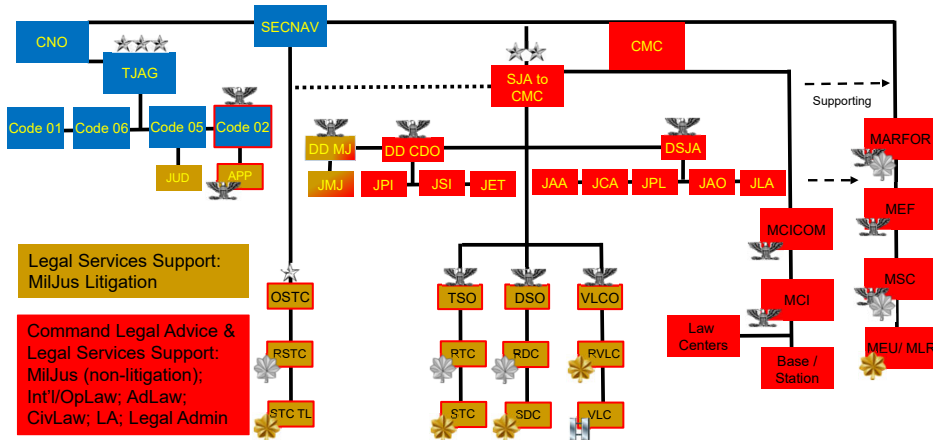 SECNAV
CNO
CMC
TJAG
SJA to
CMC
Supporting
Code 01
Code 06
Code 05
Code 02
MARFOR
DD MJ
DD CDO
DSJA
JUD
APP
JMJ
JPI
JSI
JET
JAA
JCA
JPL
JAO
JLA
MEF
MCICOM
Legal Services Support:
MilJus Litigation
MSC
OSTC
TSO
DSO
VLCO
MCI
Command Legal Advice &
Legal Services Support:
MilJus (non-litigation);
Int'l/OpLaw; AdLaw;
CivLaw; LA; Legal Admin
Law
Centers
RSTC
RTC
RDC
RVLC
MEU/ MLR
Base /
Station
STC TL
STC
SDC
VLC